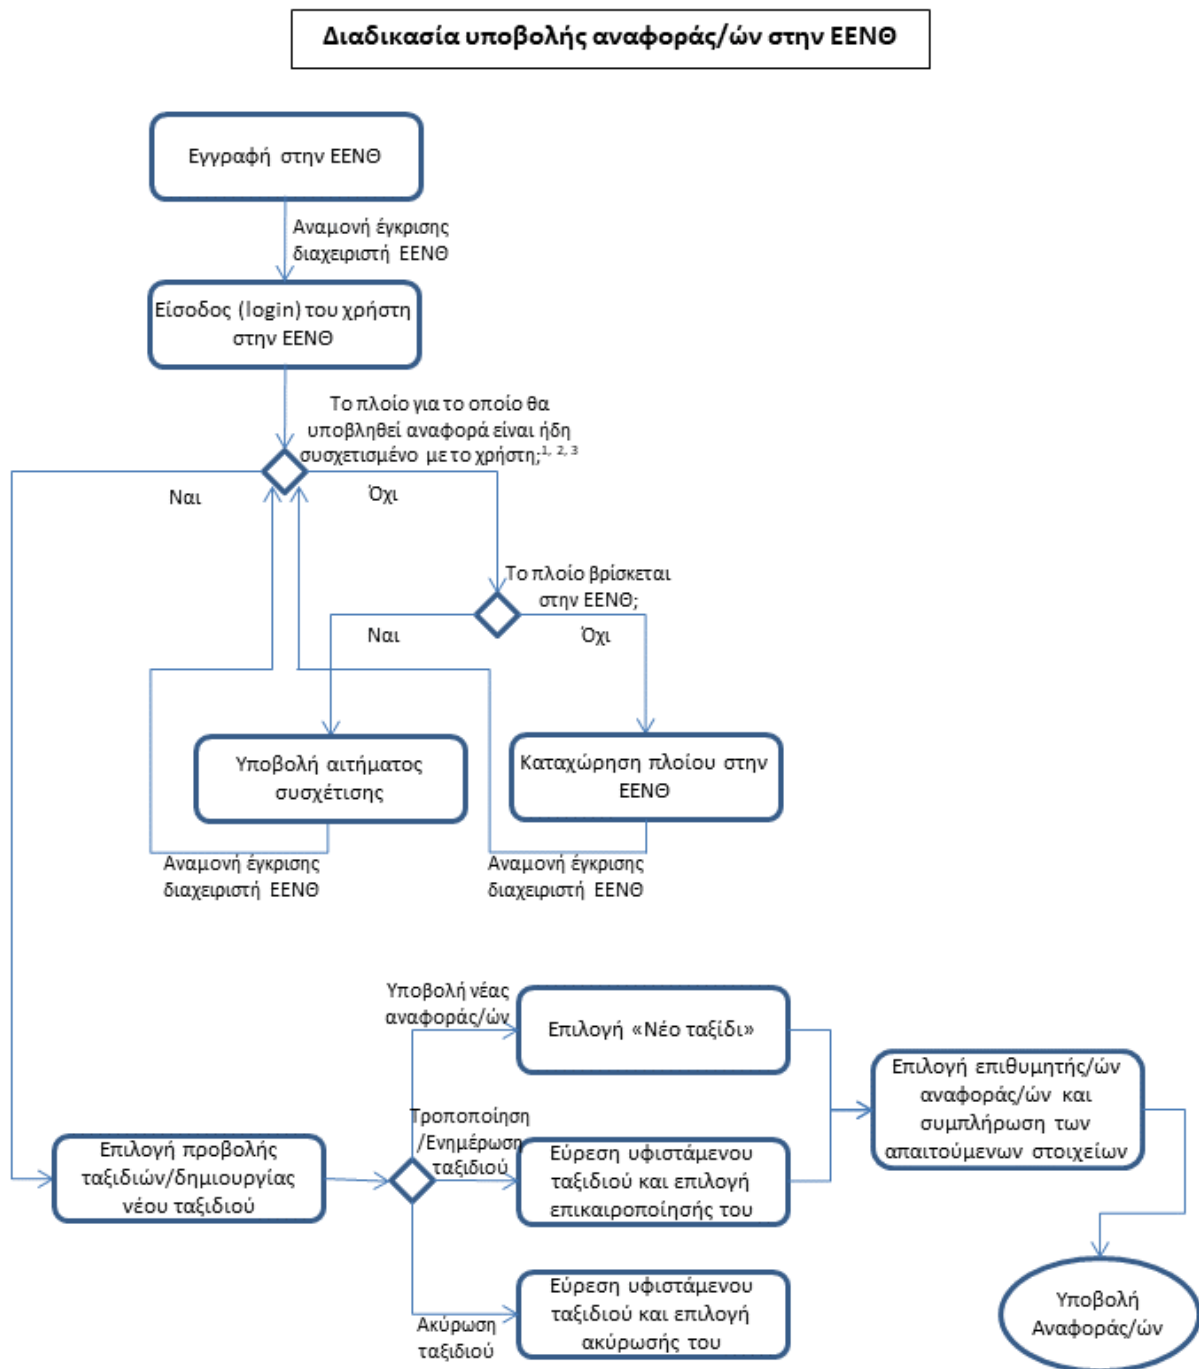 Διαδικασία υποβολής αναφοράς/ών στην ΕΕΝΘ
Εγγραφή στην ΕΕΝΘ
Αναμονή έγκρισης
διαχειριστή ΕΕΝΘ
Είσοδος (login) του χρήστη
στην ΕΕΝΘ
Το πλοίο για το οποίο θα
υποβληθεί αναφορά είναι ήδη
συσχετισμένο με το χρήστη;1, 2, 3
Ναι
Όχι
Το πλοίο βρίσκεται
στην ΕΕΝΘ;
Ναι
Όχι
Υποβολή αιτήματος
συσχέτισης
Καταχώρηση πλοίου στην
ΕΕΝΘ
Αναμονή έγκρισης
διαχειριστή ΕΕΝΘ
Αναμονή έγκρισης
διαχειριστή ΕΕΝΘ
Υποβολή νέας
αναφοράς/ών
Επιλογή «Νέο ταξίδι»
Επιλογή επιθυμητής/ών
αναφοράς/ών και
συμπλήρωση των
απαιτούμενων στοιχείων
Τροποποίηση
/Ενημέρωση
ταξιδιού
Επιλογή προβολής
ταξιδιών/δημιουργίας
νέου ταξιδιού
Εύρεση υφιστάμενου
ταξιδιού και επιλογή
επικαιροποίησής του
Εύρεση υφιστάμενου
ταξιδιού και επιλογή
ακύρωσής του
Ακύρωση
ταξιδιού
Υποβολή
Αναφοράς/ών